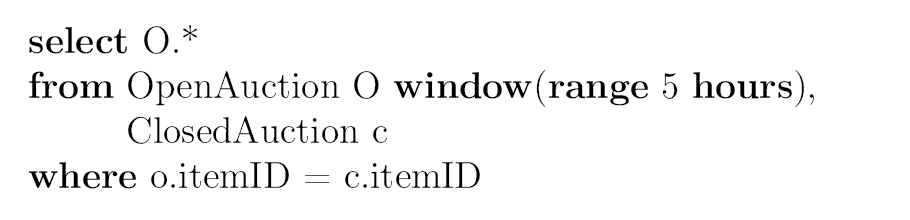 select O.*
from OpenAuction O window(range 5 hours),
ClosedAuction c
where o.itemID = c.itemID